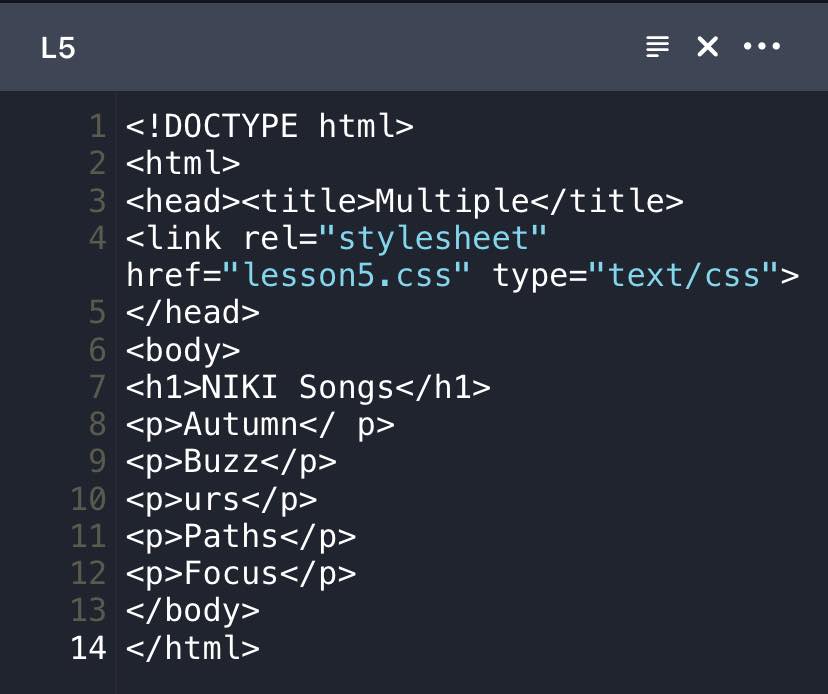 L5
1 <!DOCTYPE html>
2 <html>
3 <head><title>Multiple</title>
4 <link rel="stylesheet"
href="lesson5.css" type="text/css">
5 </head>
6 <body>
7 <h1>NIKI Songs</h1>
8 <p>Autumn</ p>
9 <p>Buzz</p>
10 <p>urs</p>
11 <p>Paths</p>
12 <p>Focus</p>
13 </body>
14 </html>